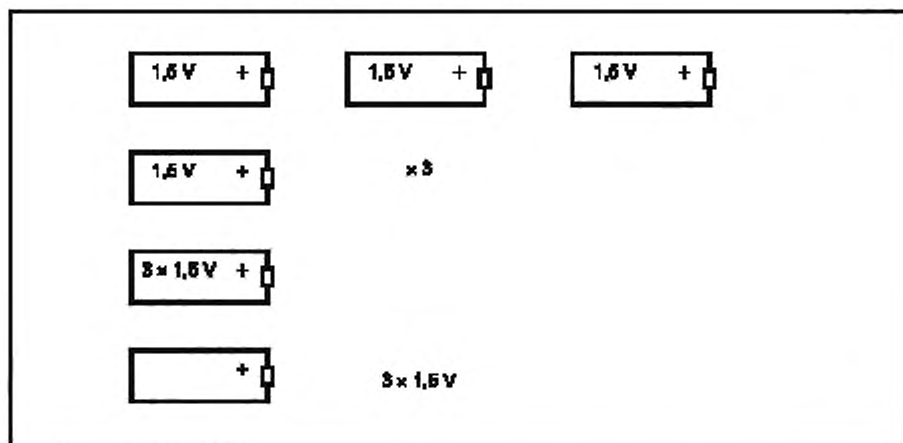 1,5 V + 1,5 V + 1,5 V +
1,5 V + × 3
3 × 1,5 V +
+ 3 × 1,5 V